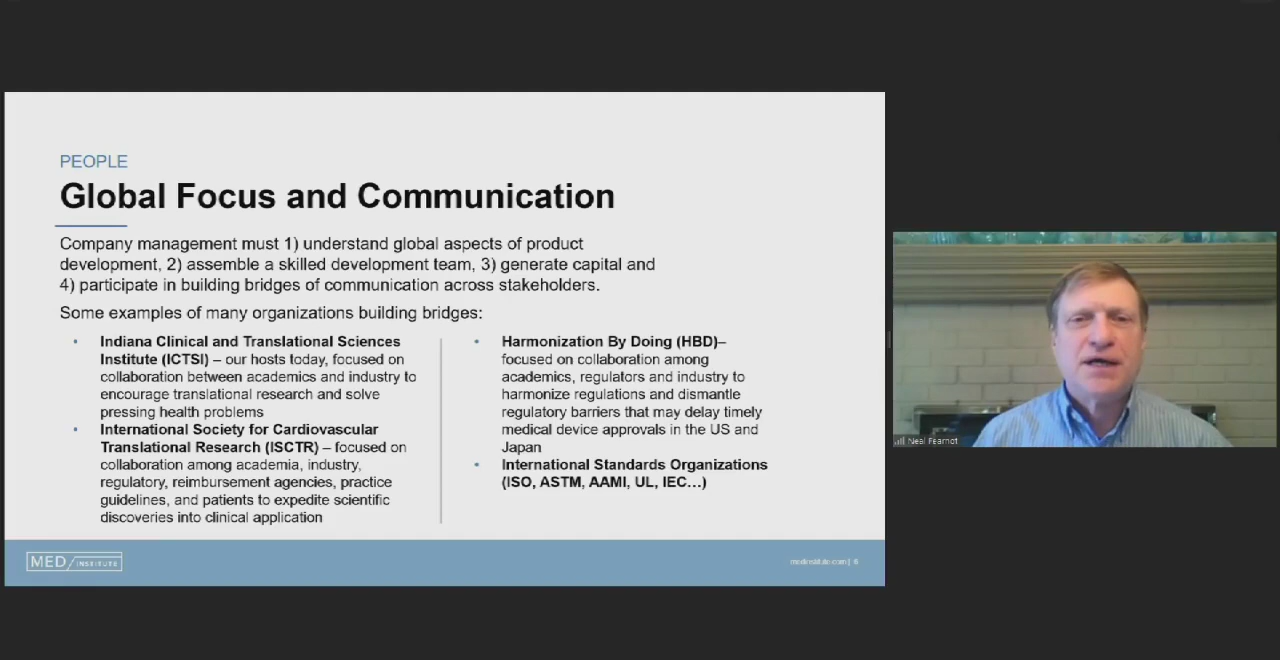 PEOPLE
Global Focus and Communication
Company management must 1) understand global aspects of product
development, 2) assemble a skilled development team, 3) generate capital and
4) participate in building bridges of communication across stakeholders.
Some examples of many organizations building bridges:
• Indiana Clinical and Translational Sciences
Institute (ICTSI) – our hosts today, focused on
collaboration between academics and industry to
encourage translational research and solve
pressing health problems
• International Society for Cardiovascular
Translational Research (ISCTR) – focused on
collaboration among academia, industry,
regulatory, reimbursement agencies, practice
guidelines, and patients to expedite scientific
discoveries into clinical application
• Harmonization By Doing (HBD)–
focused on collaboration among
academics, regulators and industry to
harmonize regulations and dismantle
regulatory barriers that may delay timely
medical device approvals in the US and
Japan
• International Standards Organizations
(ISO, ASTM, AAMI, UL, IEC…)
MED INSTITUTE
medinstitute.com | 6
Neal Fearnot